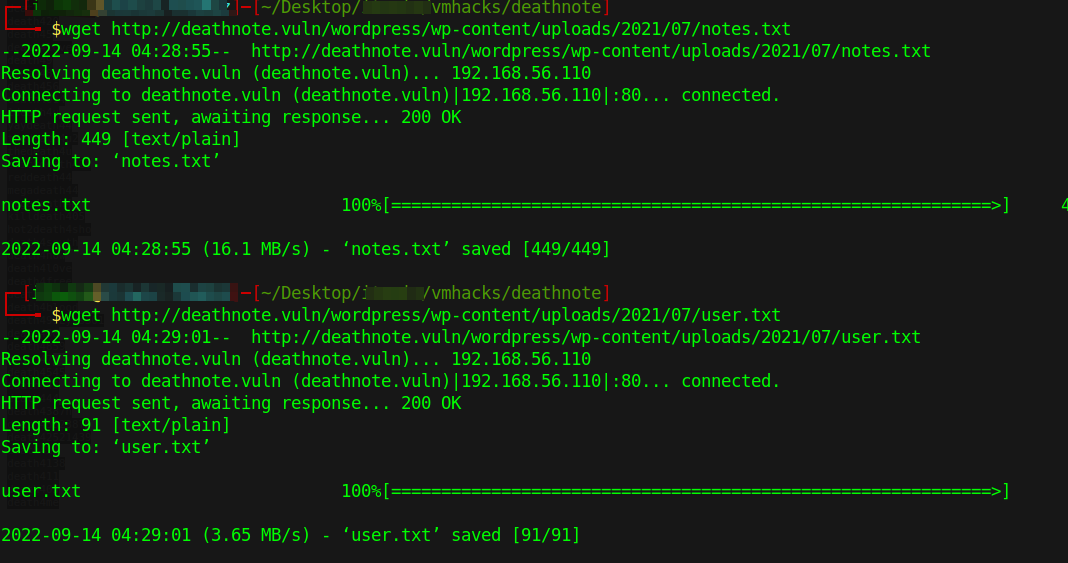 [~/Desktop/ /vmhacks/deathnote]
$wget http://deathnote.vuln/wordpress/wp-content/uploads/2021/07/notes.txt
--2022-09-14 04:28:55--  http://deathnote.vuln/wordpress/wp-content/uploads/2021/07/notes.txt
Resolving deathnote.vuln (deathnote.vuln)... 192.168.56.110
Connecting to deathnote.vuln (deathnote.vuln)|192.168.56.110|:80... connected.
HTTP request sent, awaiting response... 200 OK
Length: 449 [text/plain]
Saving to: ‘notes.txt’
notes.txt 100%[============================================================>] 4
2022-09-14 04:28:55 (16.1 MB/s) - ‘notes.txt’ saved [449/449]
[~/Desktop/ /vmhacks/deathnote]
$wget http://deathnote.vuln/wordpress/wp-content/uploads/2021/07/user.txt
--2022-09-14 04:29:01--  http://deathnote.vuln/wordpress/wp-content/uploads/2021/07/user.txt
Resolving deathnote.vuln (deathnote.vuln)... 192.168.56.110
Connecting to deathnote.vuln (deathnote.vuln)|192.168.56.110|:80... connected.
HTTP request sent, awaiting response... 200 OK
Length: 91 [text/plain]
Saving to: ‘user.txt’
user.txt 100%[============================================================>]
2022-09-14 04:29:01 (3.65 MB/s) - ‘user.txt’ saved [91/91]